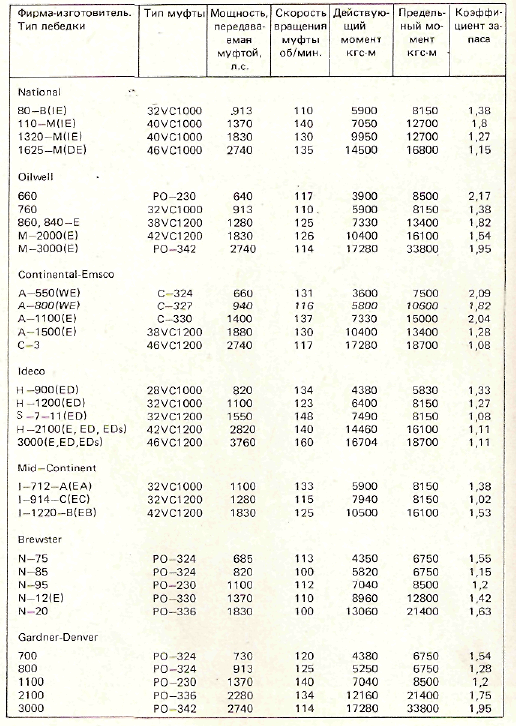 Фирма-изготовитель. Тип муфты Мощность, Скорость Действую- Предель- Коэффи-
Тип лебедки передава- вращения щий ный мо- циент за-
емая муфты момент мент паса
муфтой, об/мин. кгс·м кгс·м
л.с.
National
80—B(IE) 32VC1000 913 110 5900 8150 1,38
110—M(IE) 40VC1000 1370 140 7050 12700 1,8
1320—M(IE) 40VC1000 1830 130 9950 12700 1,27
1625—M(DE) 46VC1000 2740 135 14500 16800 1,15
Oilwell
660 PO—230 640 117 3900 8500 2,17
760 32VC1000 913 110 5900 8150 1,38
860, 840—E 38VC1200 1280 125 7330 13400 1,82
M—2000(E) 42VC1200 1830 126 10400 16100 1,54
M—3000(E) PO—342 2740 114 17280 33800 1,95
Continental-Emsco
A—550(WE) C—324 660 131 3600 7500 2,09
A—800(WE) C—327 940 116 5800 10600 1,82
A—1100(E) C—330 1400 137 7330 15000 2,04
A—1500(E) 38VC1200 1880 130 10400 13400 1,28
C—3 46VC1200 2740 117 17280 18700 1,08
Ideco
H—900(ED) 28VC1000 820 134 4380 5830 1,33
H—1200(ED) 32VC1000 1100 123 6400 8150 1,27
S—7—11(ED) 32VC1200 1550 148 7490 8150 1,08
H—2100(E, ED, EDs) 42VC1200 2820 140 14460 16100 1,11
3000(E,ED,EDs) 46VC1200 3760 160 16704 18700 1,11
Mid—Continent
I—712—A(EA) 32VC1000 1100 133 5900 8150 1,38
I—914—C(EC) 32VC1200 1280 115 7940 8150 1,02
I—1220—B(EB) 42VC1200 1830 125 10500 16100 1,53
Brewster
N—75 PO—324 685 113 4350 6750 1,55
N—85 PO—324 820 100 5820 6750 1,15
N—95 PO—230 1100 112 7040 8500 1,2
N—12(E) PO—330 1370 110 8960 12800 1,42
N—20 PO—336 1830 100 13060 21400 1,63
Gardner-Denver
700 PO—324 730 120 4380 6750 1,54
800 PO—324 913 125 5250 6750 1,28
1100 PO—230 1370 140 7040 8500 1,2
2100 PO—336 2280 134 12160 21400 1,75
3000 PO—342 2740 114 17280 33800 1,95